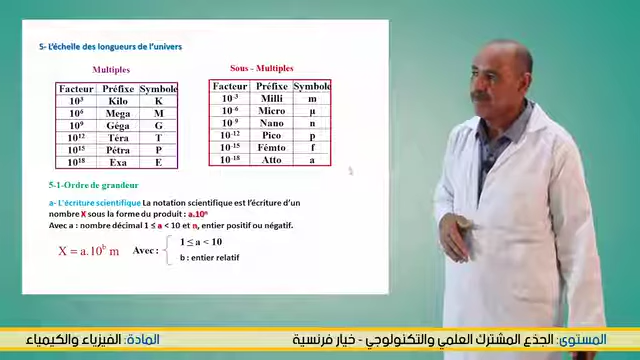 5- L'échelle des longueurs de l'univers
Multiples
Facteur Préfixe Symbole
10³ Kilo K
10⁶ Mega M
10⁹ Géga G
10¹² Téra T
10¹⁵ Pétra P
10¹⁸ Exa E
Sous - Multiples
Facteur Préfixe Symbole
10⁻³ Milli m
10⁻⁶ Micro μ
10⁻⁹ Nano n
10⁻¹² Pico p
10⁻¹⁵ Fémto f
10⁻¹⁸ Atto a
5-1-Ordre de grandeur
a- L'écriture scientifique La notation scientifique est l'écriture d'un
nombre X sous la forme du produit : a.10ⁿ
Avec a : nombre décimal 1 ≤ a < 10 et n, entier positif ou négatif.
X = a.10ᵇ m Avec :
1 ≤ a < 10
b : entier relatif
المستوى: الجذع المشترك العلمي والتكنولوجي - خيار فرنسية
المادة: الفيزياء والكيمياء